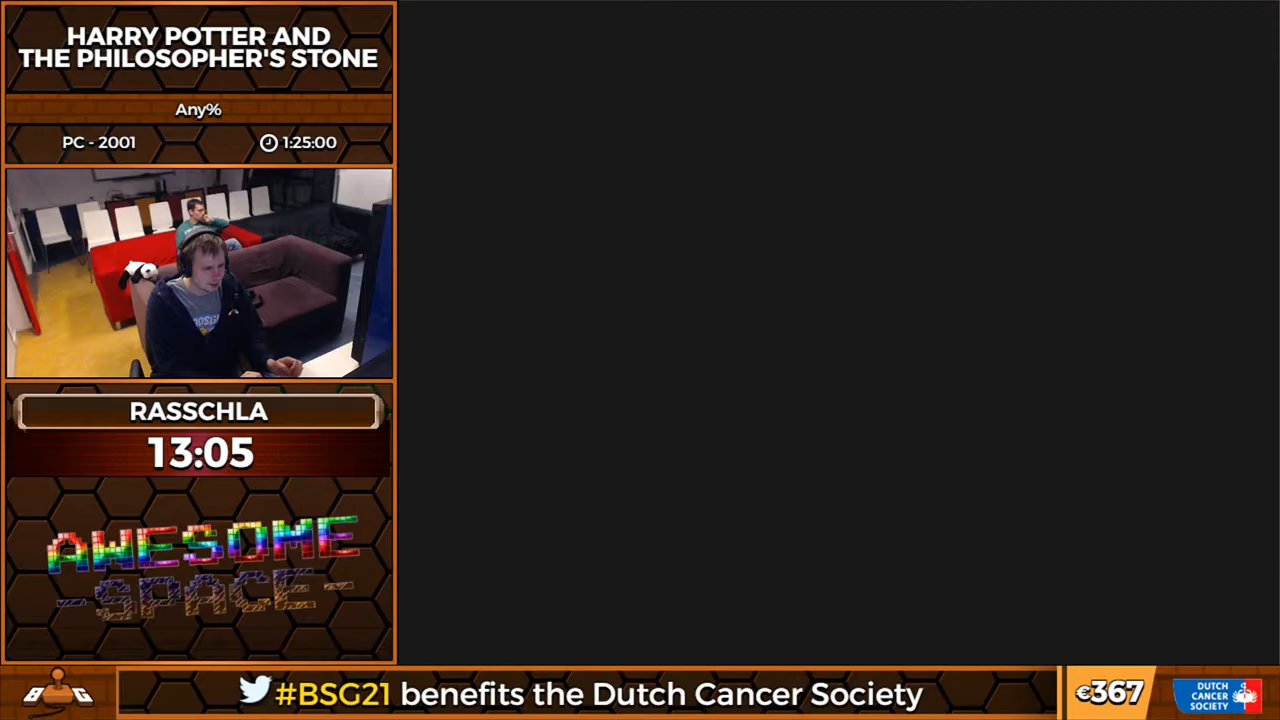 HARRY POTTER AND
THE PHILOSOPHER'S STONE
Any%
PC - 2001
1:25:00
RASSCHLA
13:05
AWESOME
-SPACE-
B G
#BSG21 benefits the Dutch Cancer Society
€367
DUTCH
CANCER
SOCIETY